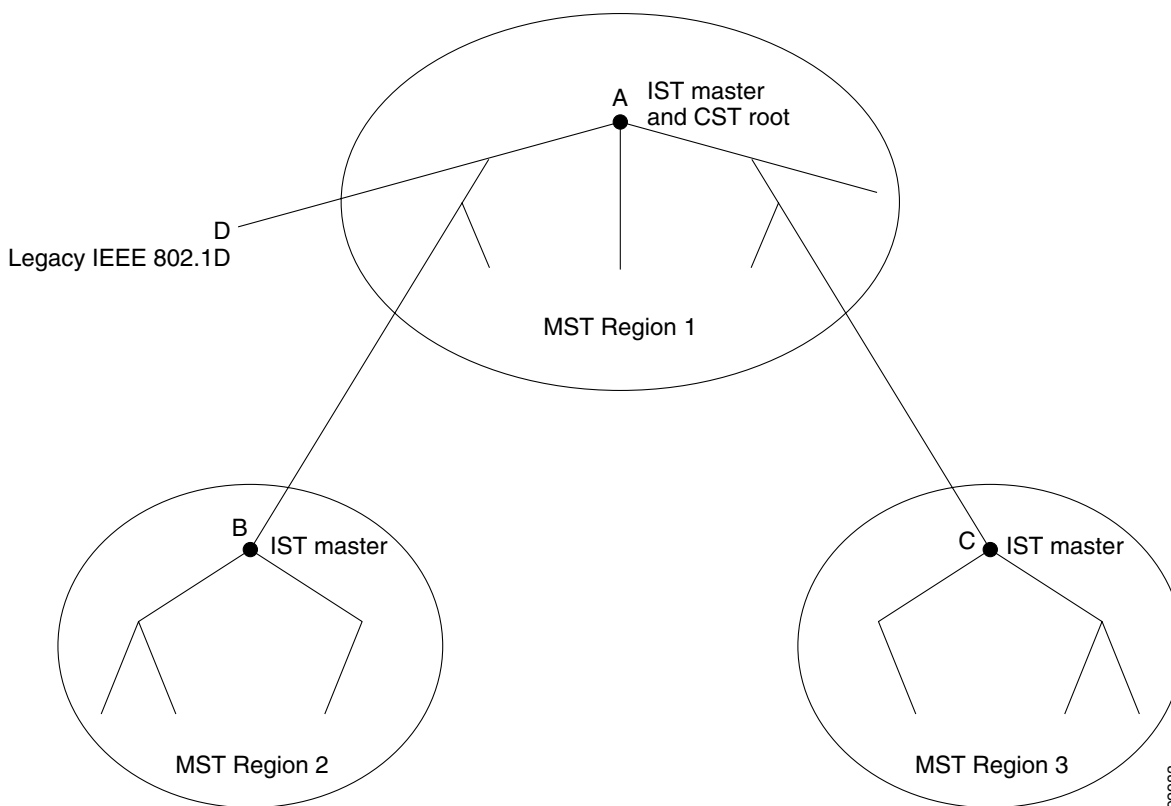 A
IST master
and CST root
D
Legacy IEEE 802.1D
MST Region 1
B
IST master
C
IST master
MST Region 2
MST Region 3